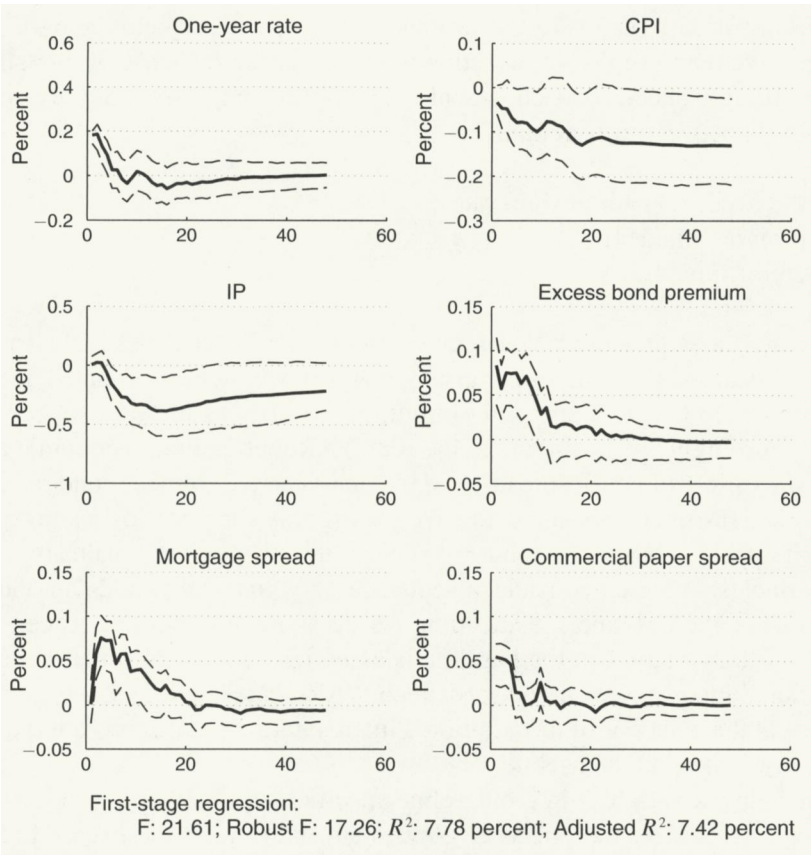 One-year rate
0.6
0.4
0.2
0
−0.2
Percent
0 20 40 60
CPI
0.1
0
−0.1
−0.2
−0.3
Percent
0 20 40 60
IP
0.5
0
−0.5
−1
Percent
0 20 40 60
Excess bond premium
0.15
0.1
0.05
0
−0.05
Percent
0 20 40 60
Mortgage spread
0.15
0.1
0.05
0
−0.05
Percent
0 20 40 60
Commercial paper spread
0.15
0.1
0.05
0
−0.05
Percent
0 20 40 60
First-stage regression:
F: 21.61; Robust F: 17.26; R²: 7.78 percent; Adjusted R²: 7.42 percent